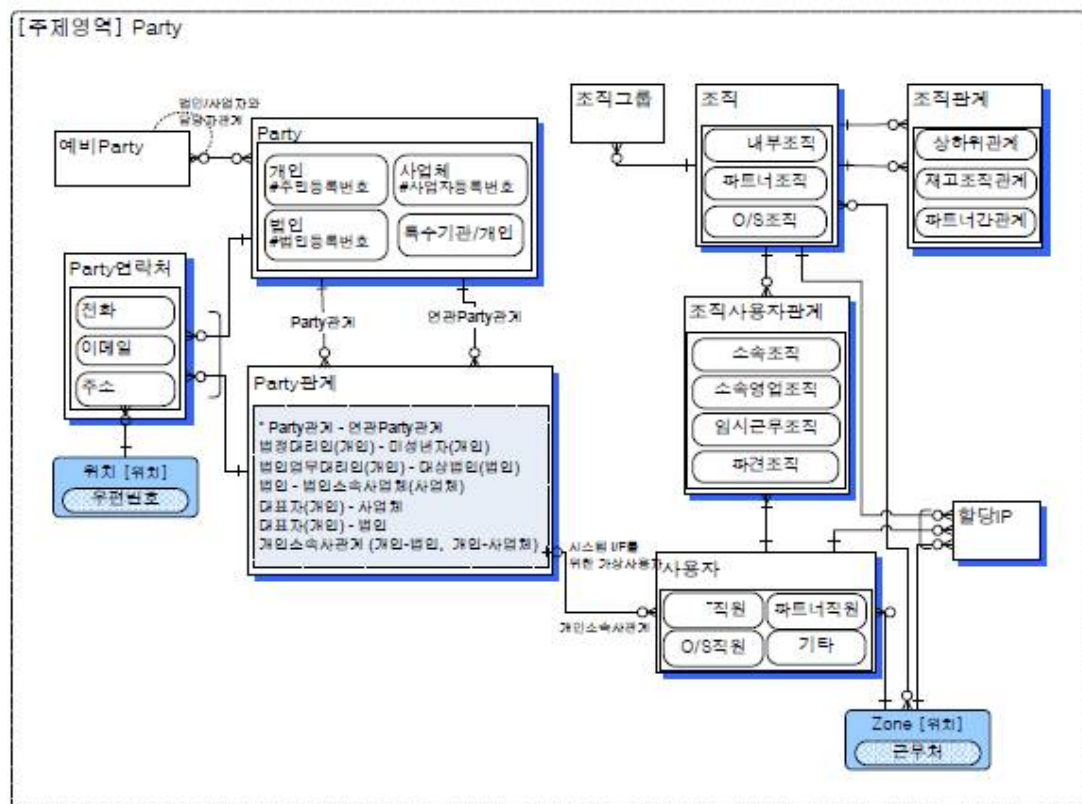 [주제영역] Party
법인/사업자와
담당자관계
예비Party
Party
개인
#주민등록번호
사업체
#사업자등록번호
법인
#법인등록번호
특수기관/개인
조직그룹
조직
내부조직
파트너조직
O/S조직
조직관계
상하위관계
재고조직관계
파트너간관계
Party연락처
전화
이메일
주소
Party관계
연관Party관계
위치 [위치]
우편번호
Party관계
* Party관계 - 연관Party관계
법정대리인(개인) - 미성년자(개인)
법인업무대리인(개인) - 대상법인(법인)
법인 - 법인소속사업체(사업체)
대표자(개인) - 사업체
대표자(개인) - 법인
개인소속사관계 (개인-법인, 개인-사업체)
조직사용자관계
소속조직
소속영업조직
임시근무조직
파견조직
할당IP
시스템 I/F를
위한 가상사용자
개인소속사관계
사용자
직원
파트너직원
O/S직원
기타
Zone [위치]
근무처